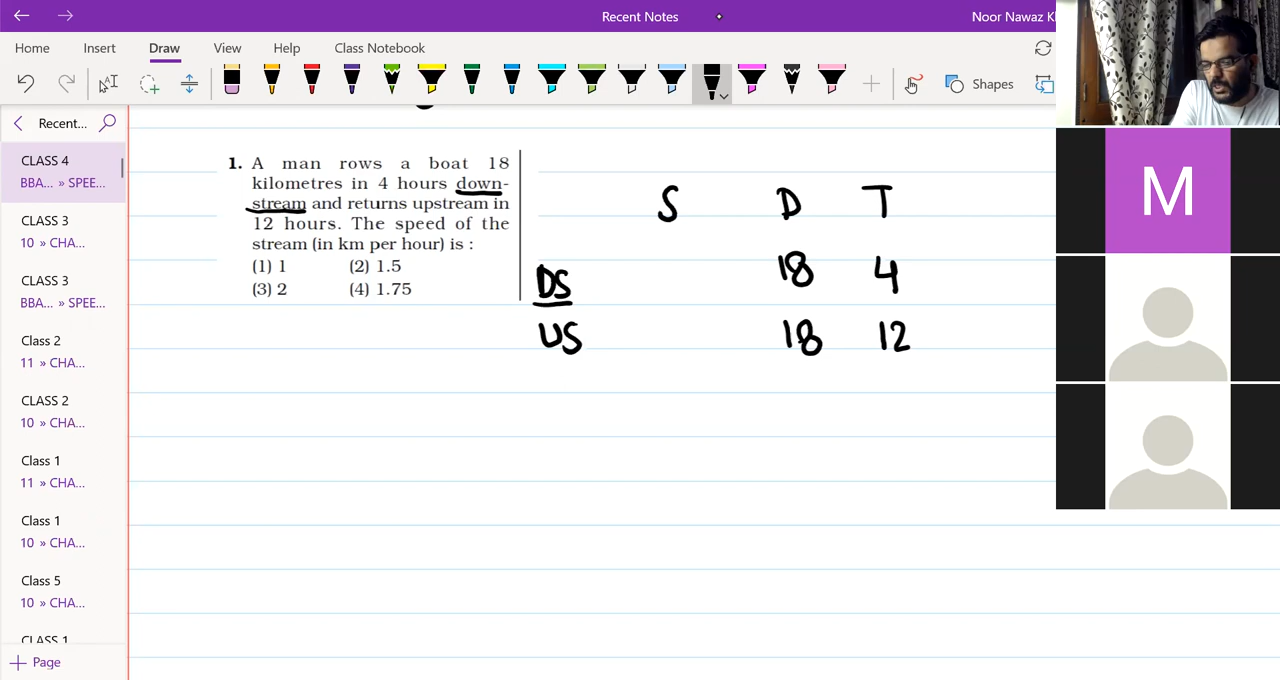 Recent Notes
Noor Nawaz K
Home Insert Draw View Help Class Notebook
Shapes
Recent...
CLASS 4
BBA... » SPEE...
CLASS 3
10 » CHA...
CLASS 3
BBA... » SPEE...
Class 2
11 » CHA...
CLASS 2
10 » CHA...
Class 1
11 » CHA...
Class 1
10 » CHA...
Class 5
10 » CHA...
CLASS 1
+ Page
1. A man rows a boat 18
kilometres in 4 hours down-
stream and returns upstream in
12 hours. The speed of the
stream (in km per hour) is :
(1) 1 (2) 1.5
(3) 2 (4) 1.75
S D T
DS 18 4
US 18 12
M